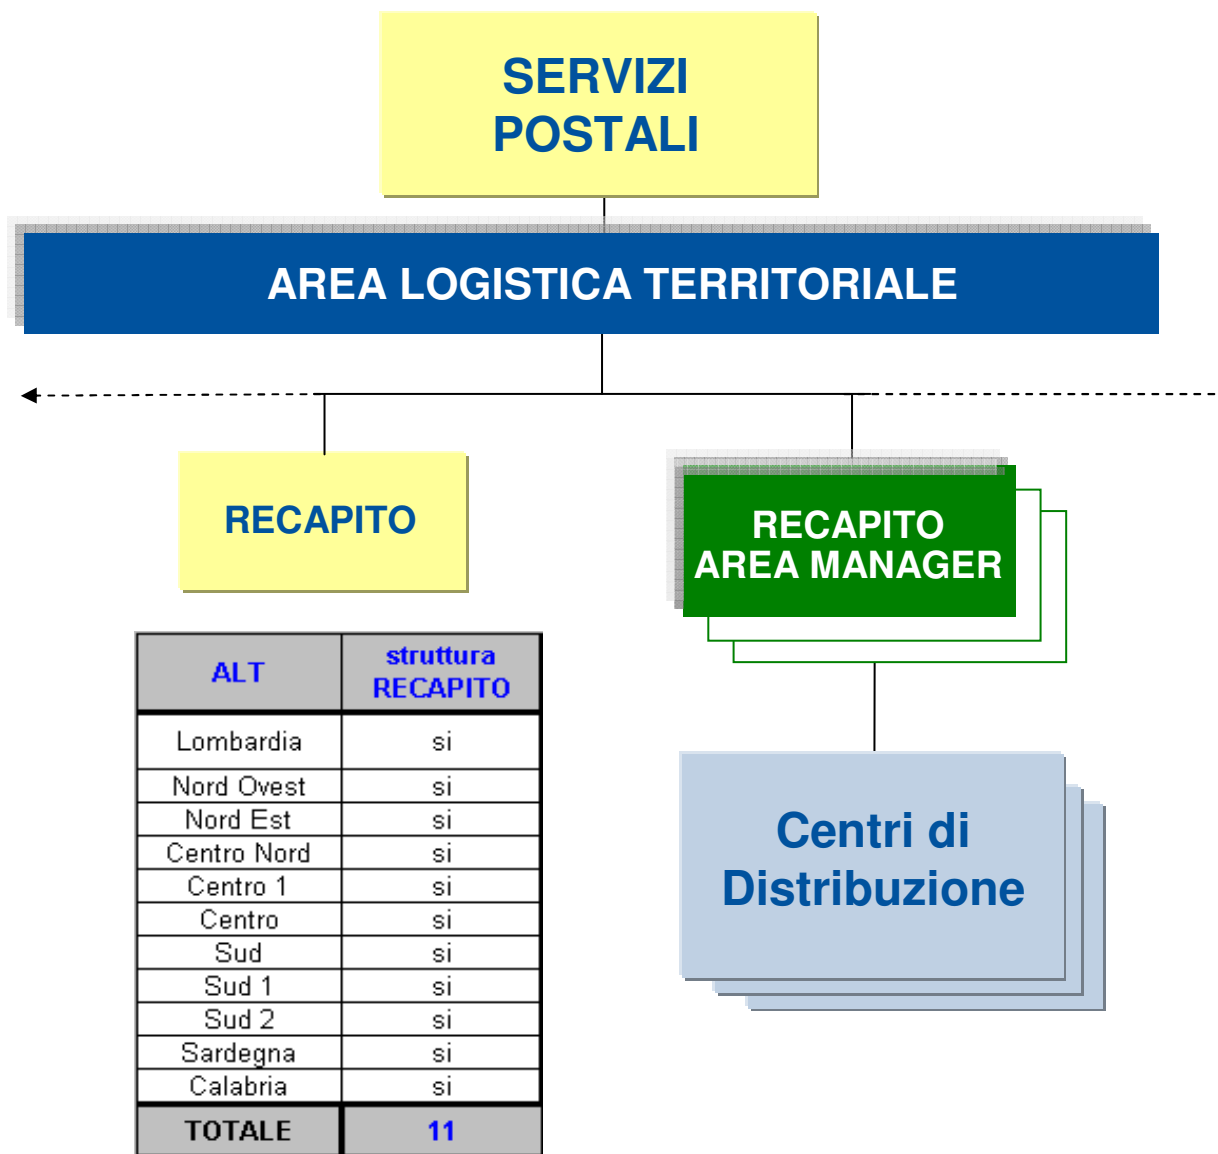 SERVIZI
POSTALI
AREA LOGISTICA TERRITORIALE
RECAPITO
RECAPITO
AREA MANAGER
ALT struttura RECAPITO
Lombardia si
Nord Ovest si
Nord Est si
Centro Nord si
Centro 1 si
Centro si
Sud si
Sud 1 si
Sud 2 si
Sardegna si
Calabria si
TOTALE 11
Centri di
Distribuzione